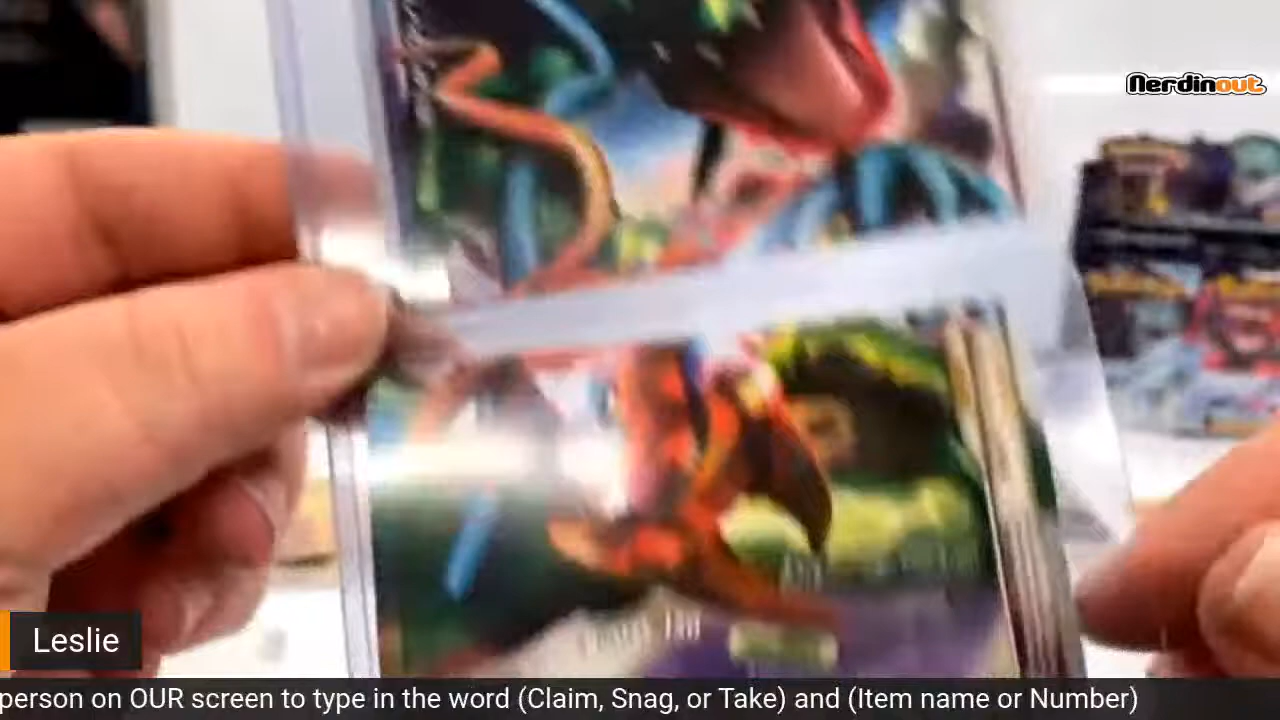 Nerdinout
Leslie
person on OUR screen to type in the word (Claim, Snag, or Take) and (Item name or Number)